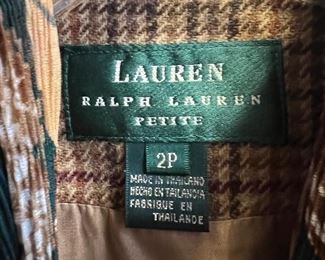 LAUREN
RALPH LAUREN
PETITE
2P
MADE IN THAILAND
HECHO EN TAILANDIA
FABRIQUE EN
THAILANDE